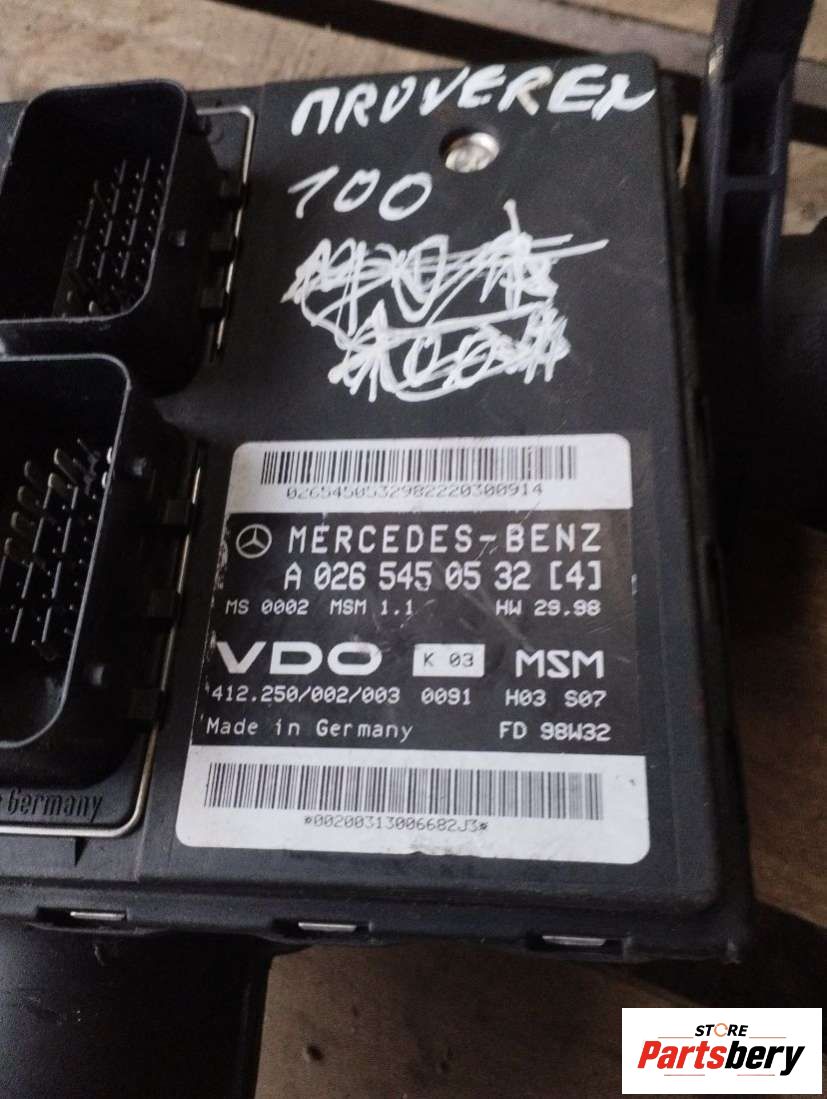 ПRОVEREN
100
0265450532982220300914
MERCEDES-BENZ
A 026 545 05 32 [4]
MS 0002 MSM 1.1 HW 29.98
VDO K 03 MSM
412.250/002/003 0091 H03 S07
Made in Germany FD 98W32
Germany
*00200313006682J3*
STORE
Partsbery